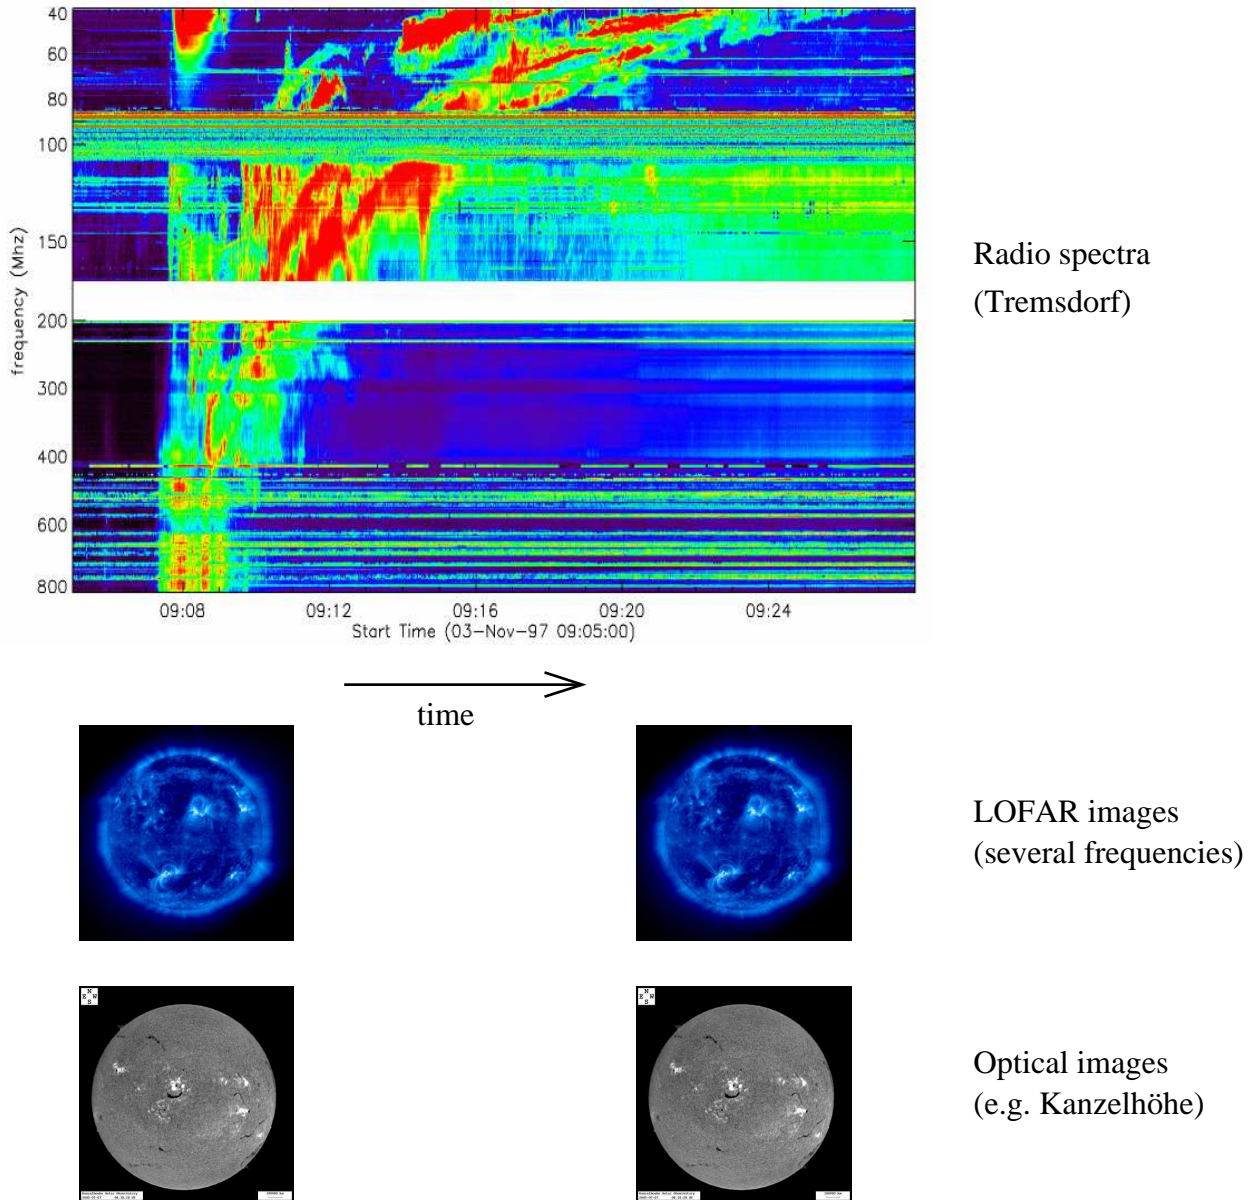 40
60
80
100
150
200
300
400
600
800
frequency (Mhz)
09:08 09:12 09:16 09:20 09:24
Start Time (03-Nov-97 09:05:00)
Radio spectra
(Tremsdorf)
time
LOFAR images
(several frequencies)
N
E W
S
N
E W
S
Optical images
(e.g. Kanzelhöhe)